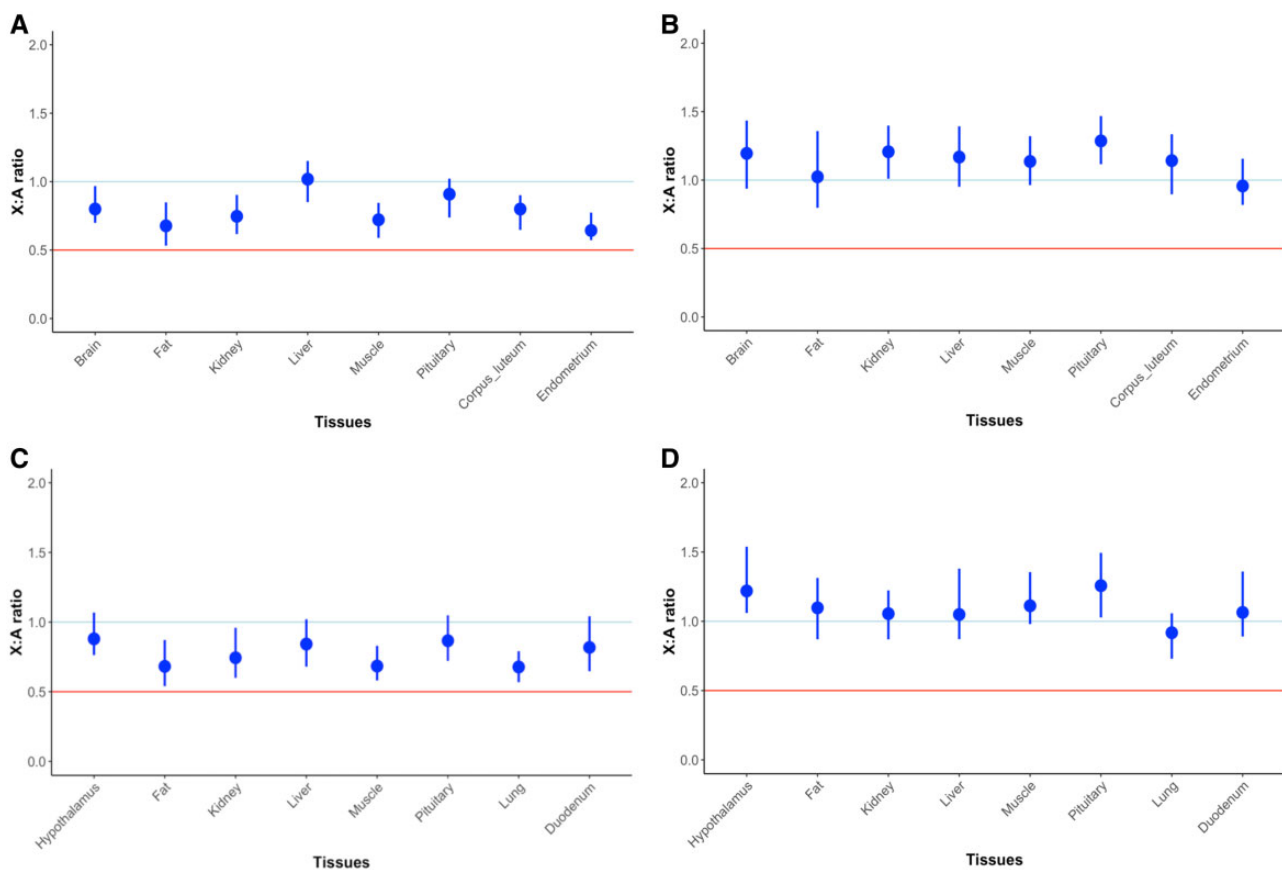 A
2.0
1.5
1.0
0.5
0.0
X:A ratio
Brain
Fat
Kidney
Liver
Muscle
Pituitary
Corpus_luteum
Endometrium
Tissues
B
2.0
1.5
1.0
0.5
0.0
X:A ratio
Brain
Fat
Kidney
Liver
Muscle
Pituitary
Corpus_luteum
Endometrium
Tissues
C
2.0
1.5
1.0
0.5
0.0
X:A ratio
Hypothalamus
Fat
Kidney
Liver
Muscle
Pituitary
Lung
Duodenum
Tissues
D
2.0
1.5
1.0
0.5
0.0
X:A ratio
Hypothalamus
Fat
Kidney
Liver
Muscle
Pituitary
Lung
Duodenum
Tissues